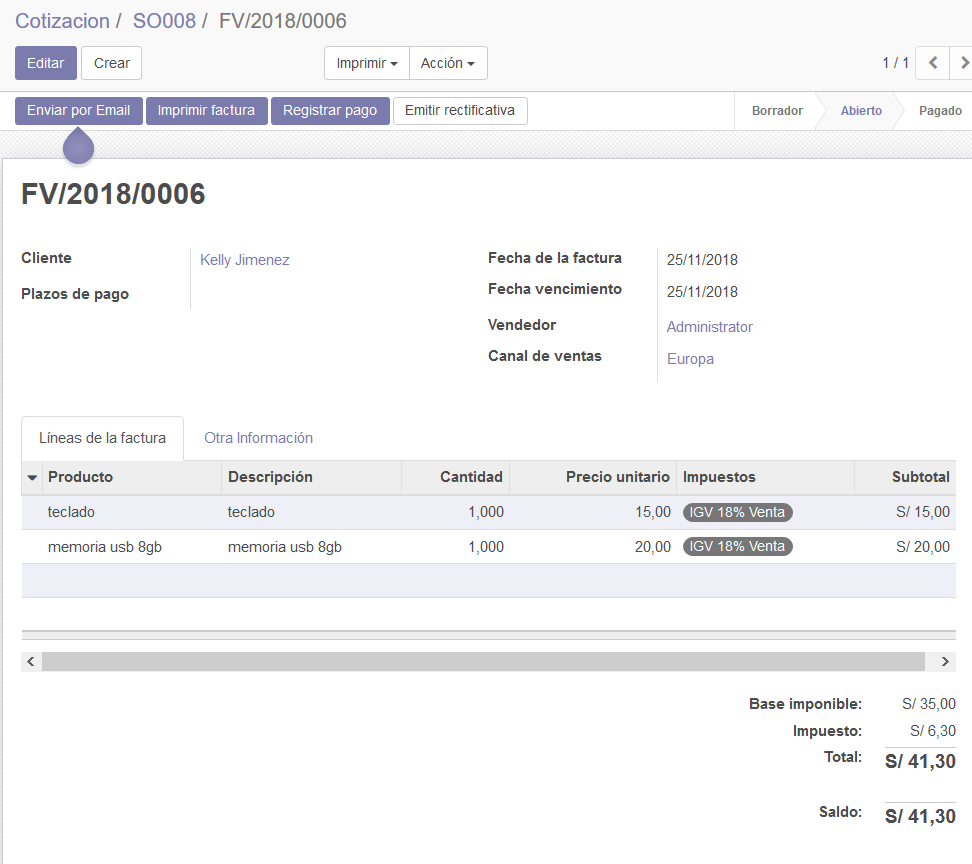 Cotizacion / SO008 / FV/2018/0006
Editar Crear Imprimir Acción 1 / 1
Enviar por Email Imprimir factura Registrar pago Emitir rectificativa Borrador Abierto Pagado
FV/2018/0006
Cliente Kelly Jimenez Fecha de la factura 25/11/2018
Plazos de pago Fecha vencimiento 25/11/2018
Vendedor Administrator
Canal de ventas Europa
Líneas de la factura Otra Información
Producto Descripción Cantidad Precio unitario Impuestos Subtotal
teclado teclado 1,000 15,00 IGV 18% Venta S/ 15,00
memoria usb 8gb memoria usb 8gb 1,000 20,00 IGV 18% Venta S/ 20,00
Base imponible: S/ 35,00
Impuesto: S/ 6,30
Total: S/ 41,30
Saldo: S/ 41,30